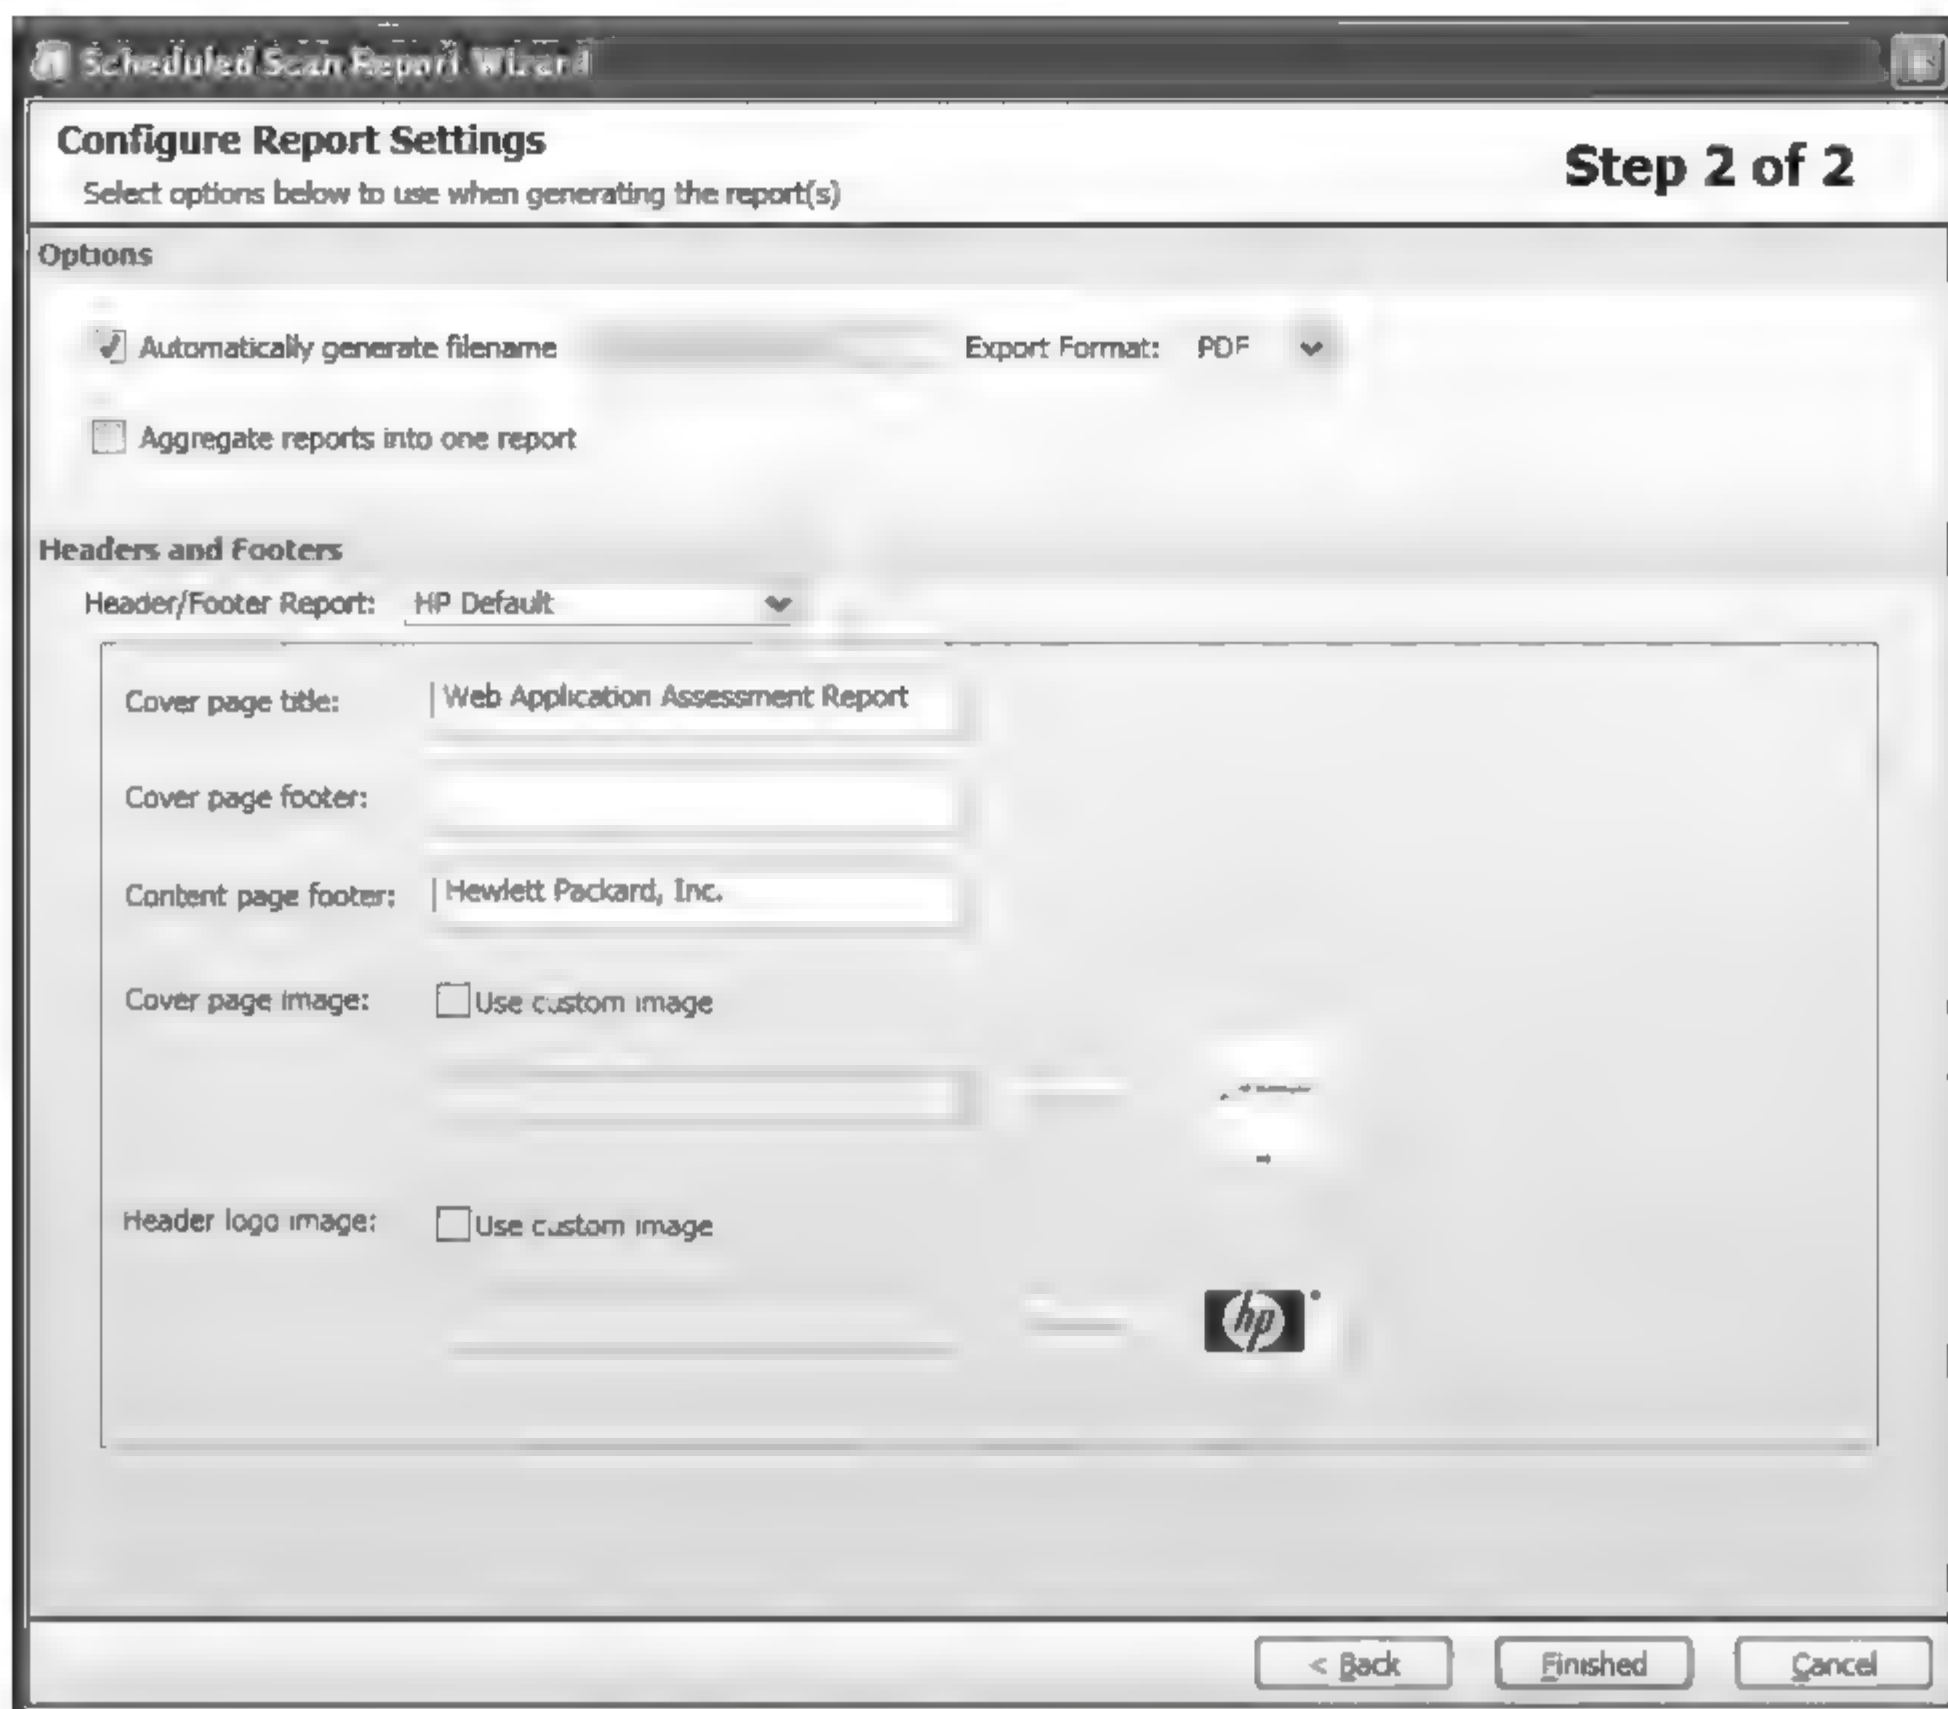 Scheduled Scan Report Wizard
Configure Report Settings
Step 2 of 2
Select options below to use when generating the report(s)
Options
Automatically generate filename
Export Format: PDF
Aggregate reports into one report
Headers and Footers
Header/Footer Report: HP Default
Cover page title: Web Application Assessment Report
Cover page footer:
Content page footer: Hewlett Packard, Inc.
Cover page image: Use custom image
Header logo image: Use custom image
hp
< Back Finished Cancel